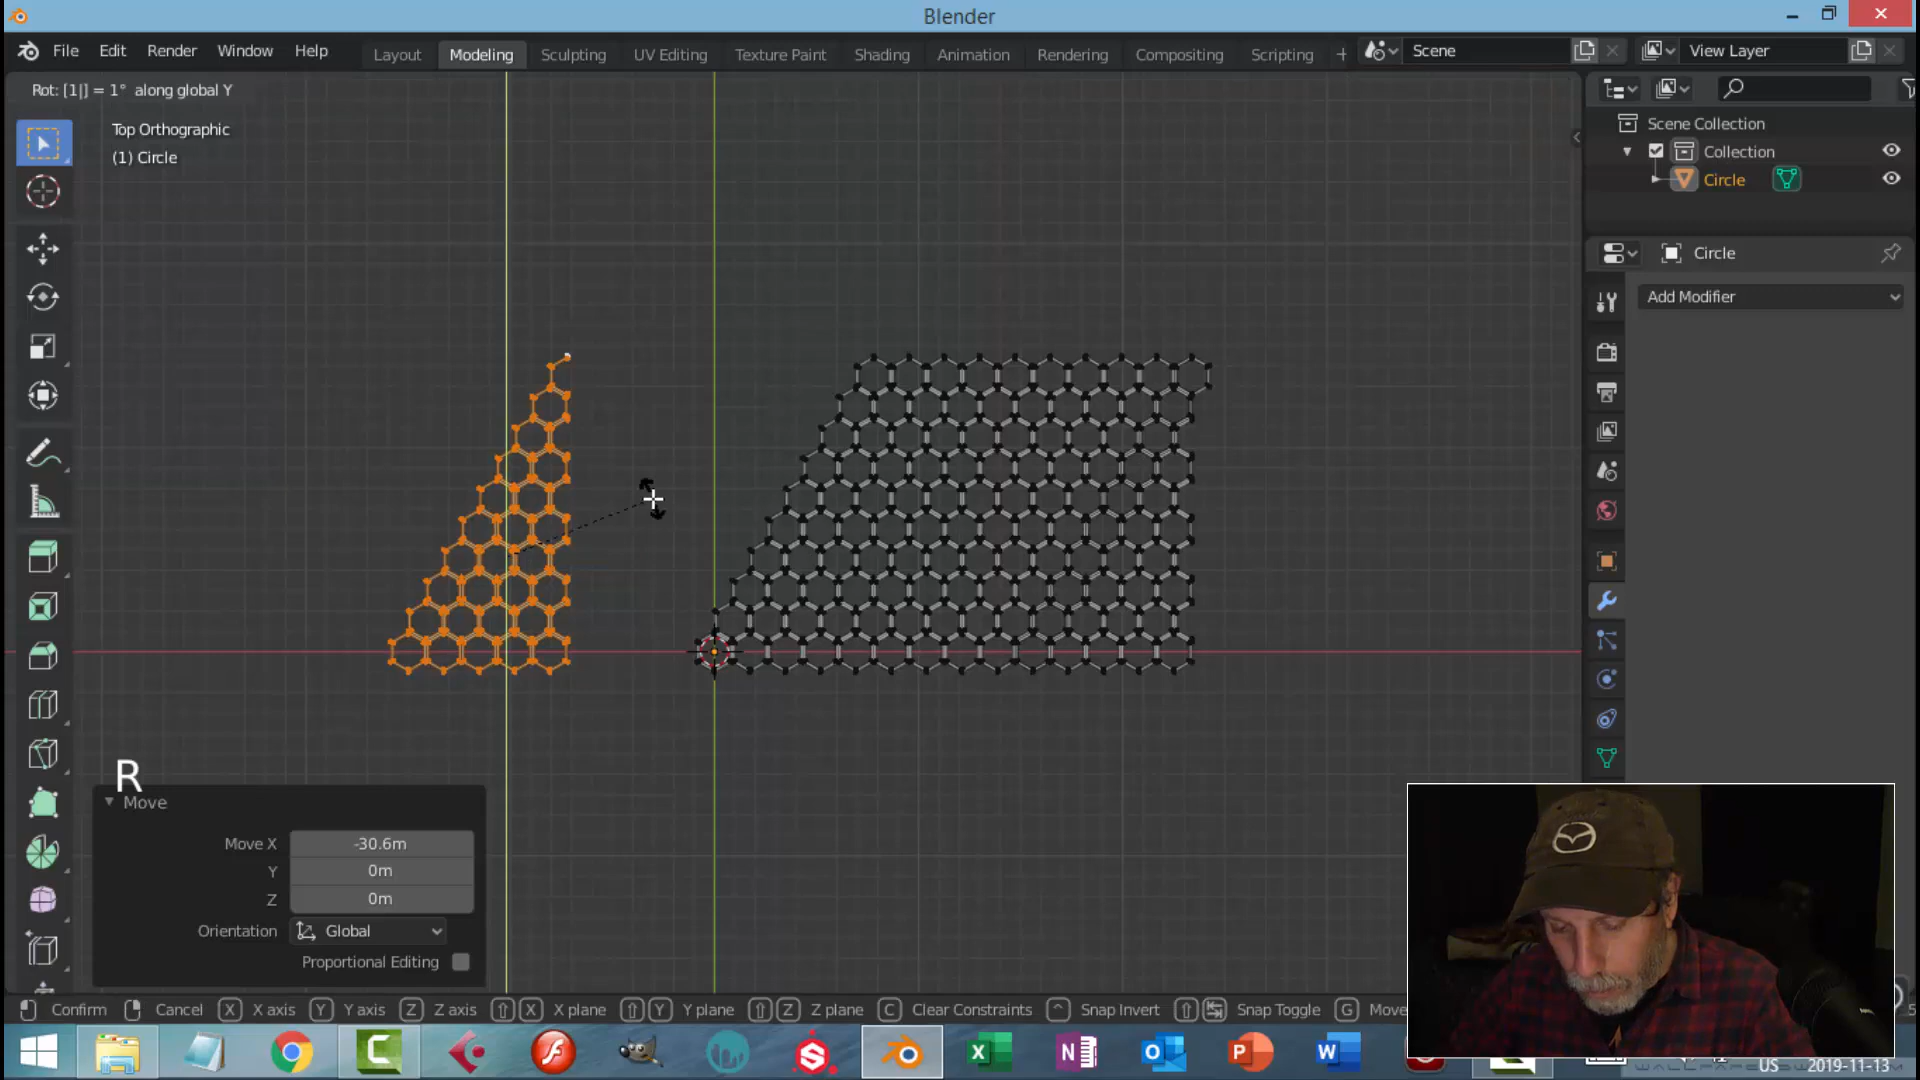 Blender
File Edit Render Window Help
Layout Modeling Sculpting UV Editing Texture Paint Shading Animation Rendering Compositing Scripting +
Scene
View Layer
Rot: [1|] = 1° along global Y
Top Orthographic
(1) Circle
Scene Collection
Collection
Circle
Circle
Add Modifier
R
Move
Move X -30.6m
Y 0m
Z 0m
Orientation Global
Proportional Editing
Confirm Cancel X X axis Y Y axis Z Z axis X X plane Y Y plane Z Z plane C Clear Constraints ^ Snap Invert Snap Toggle G Move
US 2019-11-13